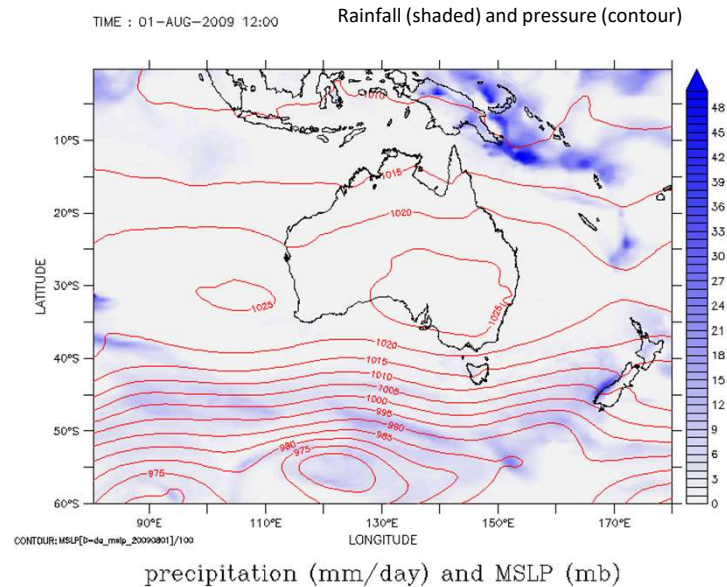 Rainfall (shaded) and pressure (contour)
TIME : 01-AUG-2009 12:00
1010
1015
1020
1025
1025
1020
1015
1010
1005
1000
995
990
980
985
975
975
10°S
20°S
30°S
40°S
50°S
60°S
LATITUDE
90°E
110°E
130°E
150°E
170°E
LONGITUDE
48
45
42
39
36
33
30
27
24
21
18
15
12
9
6
3
0
CONTOUR: MSLP[D=da_mslp_20090801]/100
precipitation (mm/day) and MSLP (mb)